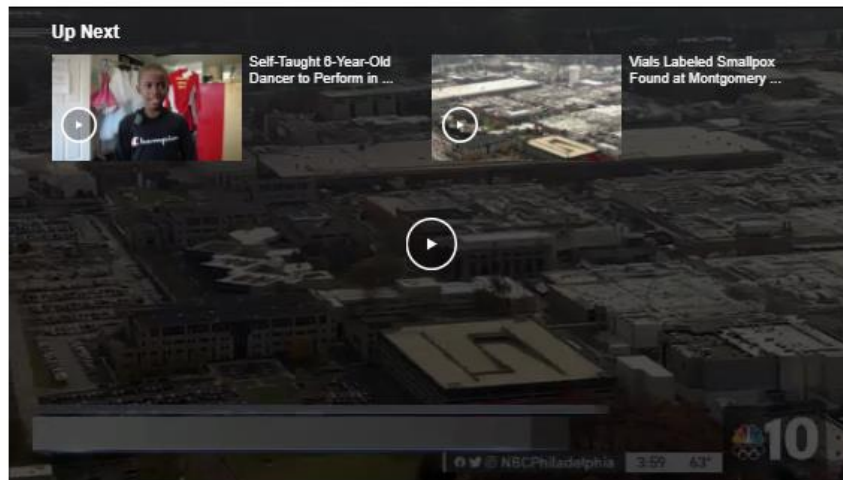 Up Next
Self-Taught 6-Year-Old
Dancer to Perform in ...
Vials Labeled Smallpox
Found at Montgomery ...
Champion
10
NBCPhiladelphia 3:59 63°